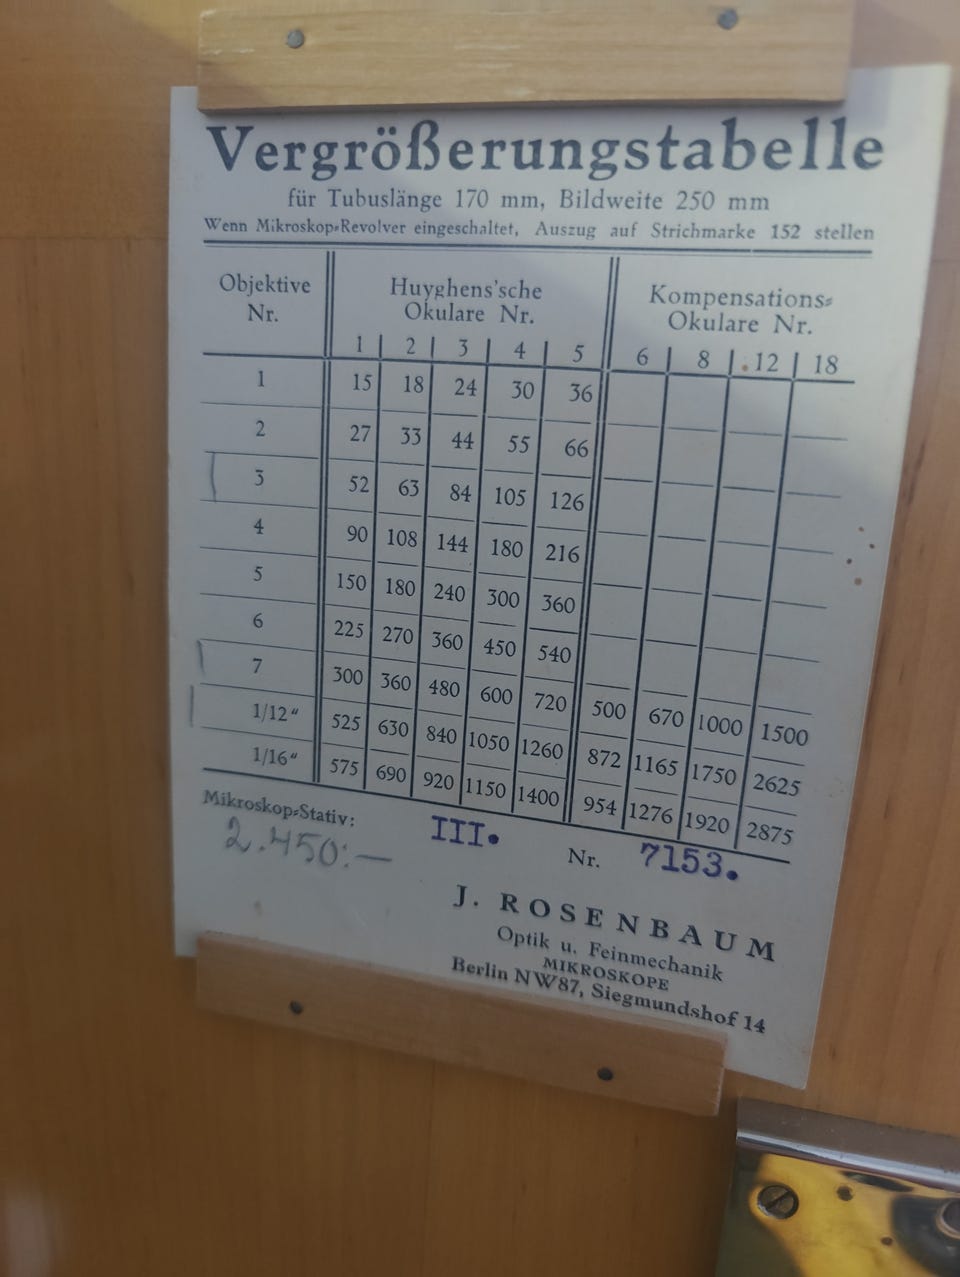 Vergrößerungstabelle
für Tubuslänge 170 mm, Bildweite 250 mm
Wenn Mikroskop=Revolver eingeschaltet, Auszug auf Strichmarke 152 stellen
Objektive Nr. Huyghens'sche Okulare Nr. Kompensations= Okulare Nr.
1 2 3 4 5 6 8 12 18
1 15 18 24 30 36
2 27 33 44 55 66
3 52 63 84 105 126
4 90 108 144 180 216
5 150 180 240 300 360
6 225 270 360 450 540
7 300 360 480 600 720 500 670 1000 1500
1/12“ 525 630 840 1050 1260 872 1165 1750 2625
1/16“ 575 690 920 1150 1400 954 1276 1920 2875
Mikroskop=Stativ: III. Nr. 7153.
2.450:—
J. ROSENBAUM
Optik u. Feinmechanik
MIKROSKOPE
Berlin NW87, Siegmundshof 14